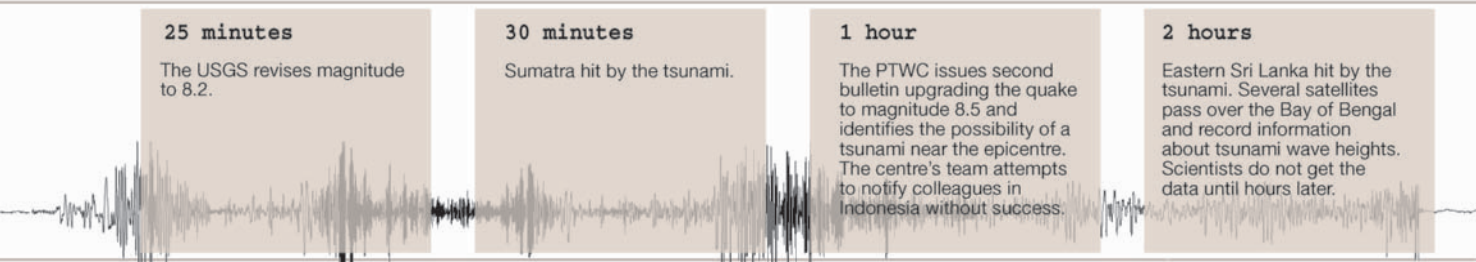 25 minutes
The USGS revises magnitude
to 8.2.
30 minutes
Sumatra hit by the tsunami.
1 hour
The PTWC issues second
bulletin upgrading the quake
to magnitude 8.5 and
identifies the possibility of a
tsunami near the epicentre.
The centre's team attempts
to notify colleagues in
Indonesia without success.
2 hours
Eastern Sri Lanka hit by the
tsunami. Several satellites
pass over the Bay of Bengal
and record information
about tsunami wave heights.
Scientists do not get the
data until hours later.